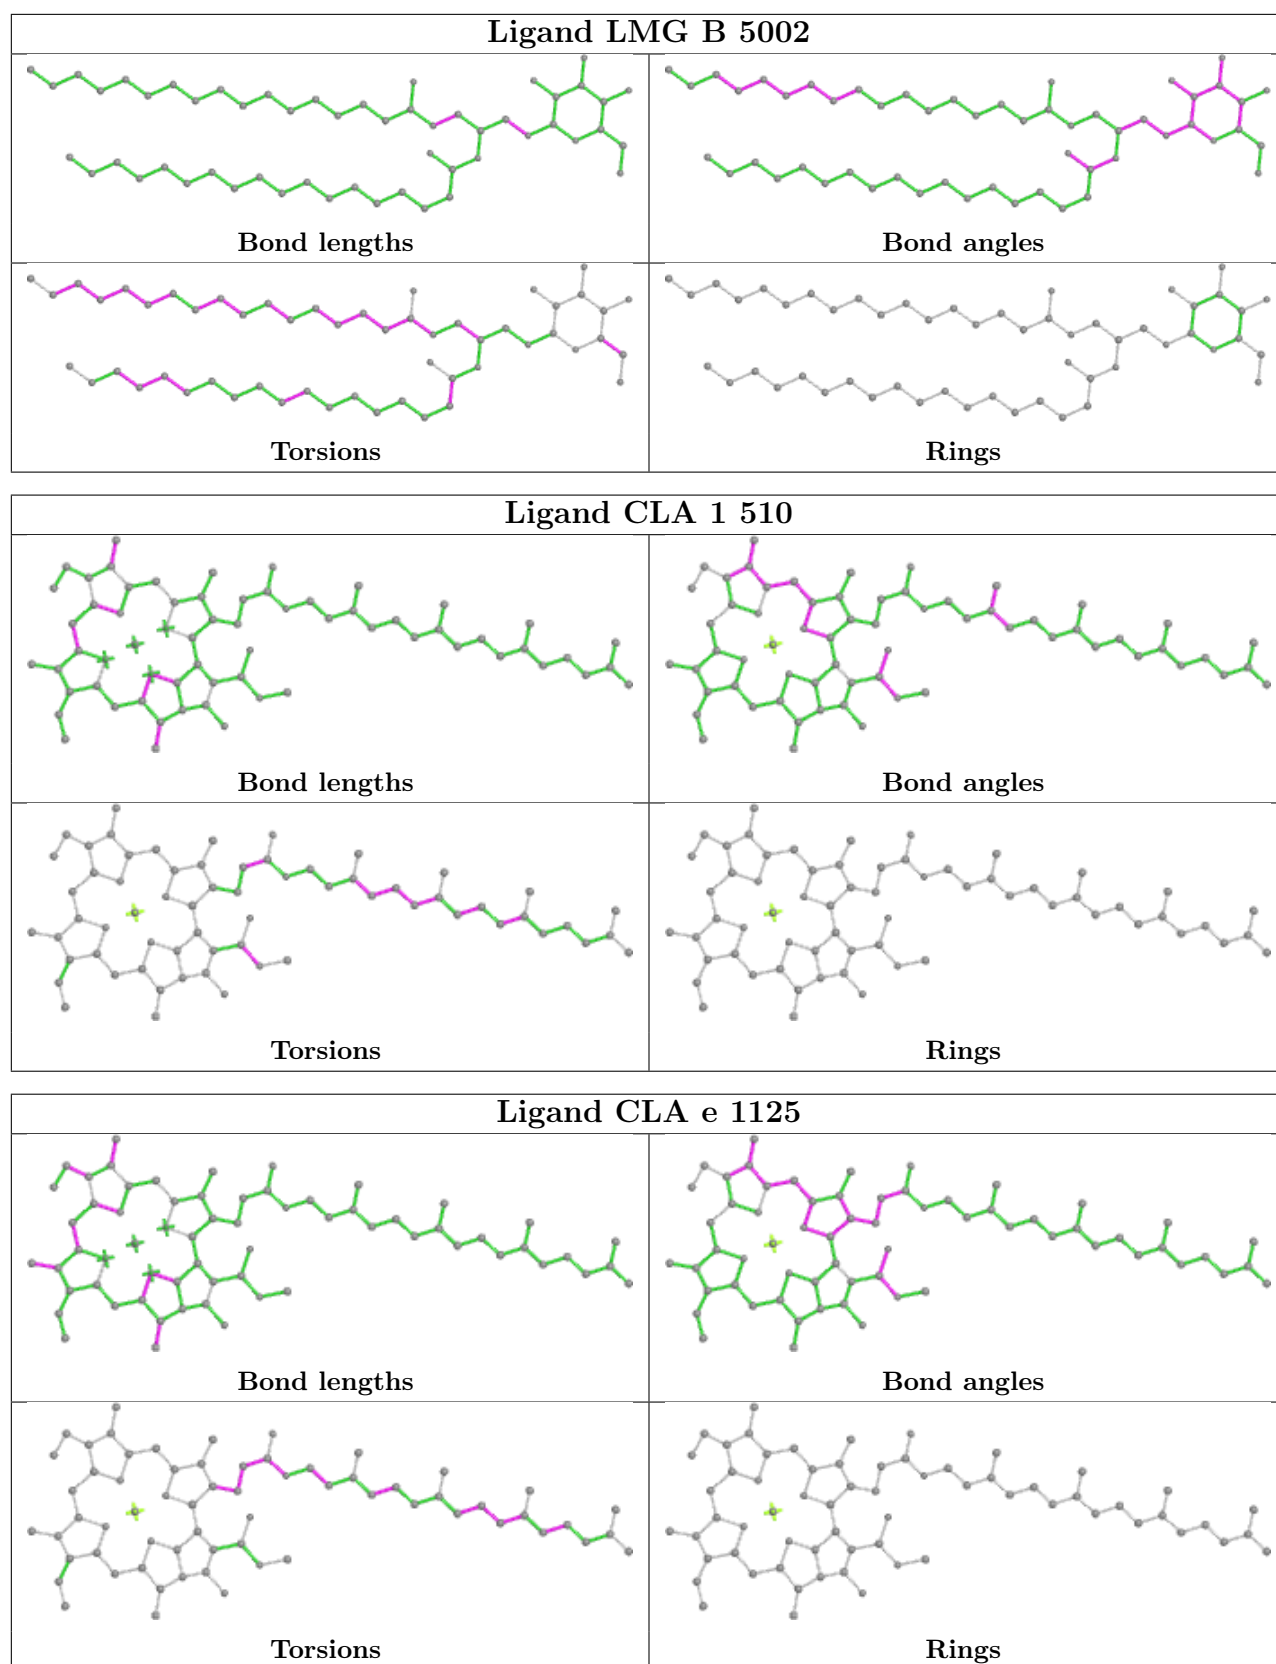 Ligand LMG B 5002
Bond lengths
Bond angles
Torsions
Rings
Ligand CLA 1 510
Bond lengths
Bond angles
Torsions
Rings
Ligand CLA e 1125
Bond lengths
Bond angles
Torsions
Rings